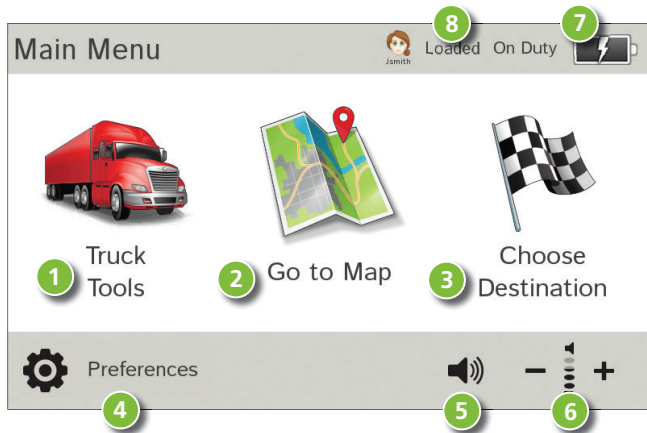 8
7
Main Menu
Jsmith
Loaded
On Duty
1
Truck
Tools
2
Go to Map
3
Choose
Destination
Preferences
4
5
6